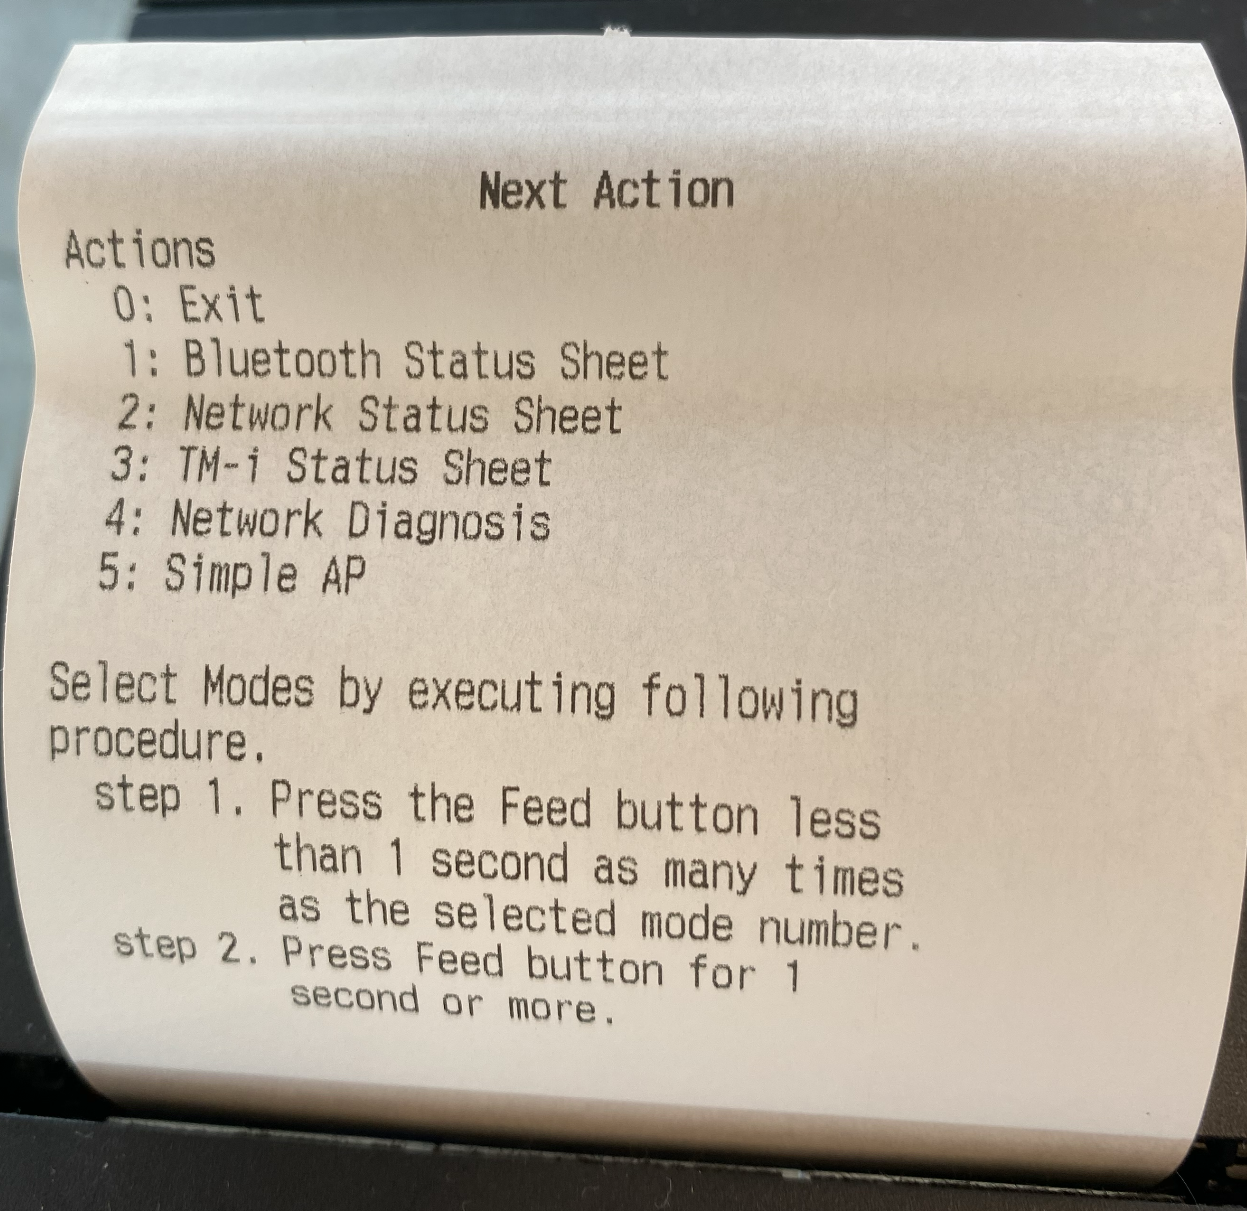 Next Action
Actions
0: Exit
1: Bluetooth Status Sheet
2: Network Status Sheet
3: TM-i Status Sheet
4: Network Diagnosis
5: Simple AP
Select Modes by executing following
procedure.
step 1. Press the Feed button less
than 1 second as many times
as the selected mode number.
step 2. Press Feed button for 1
second or more.